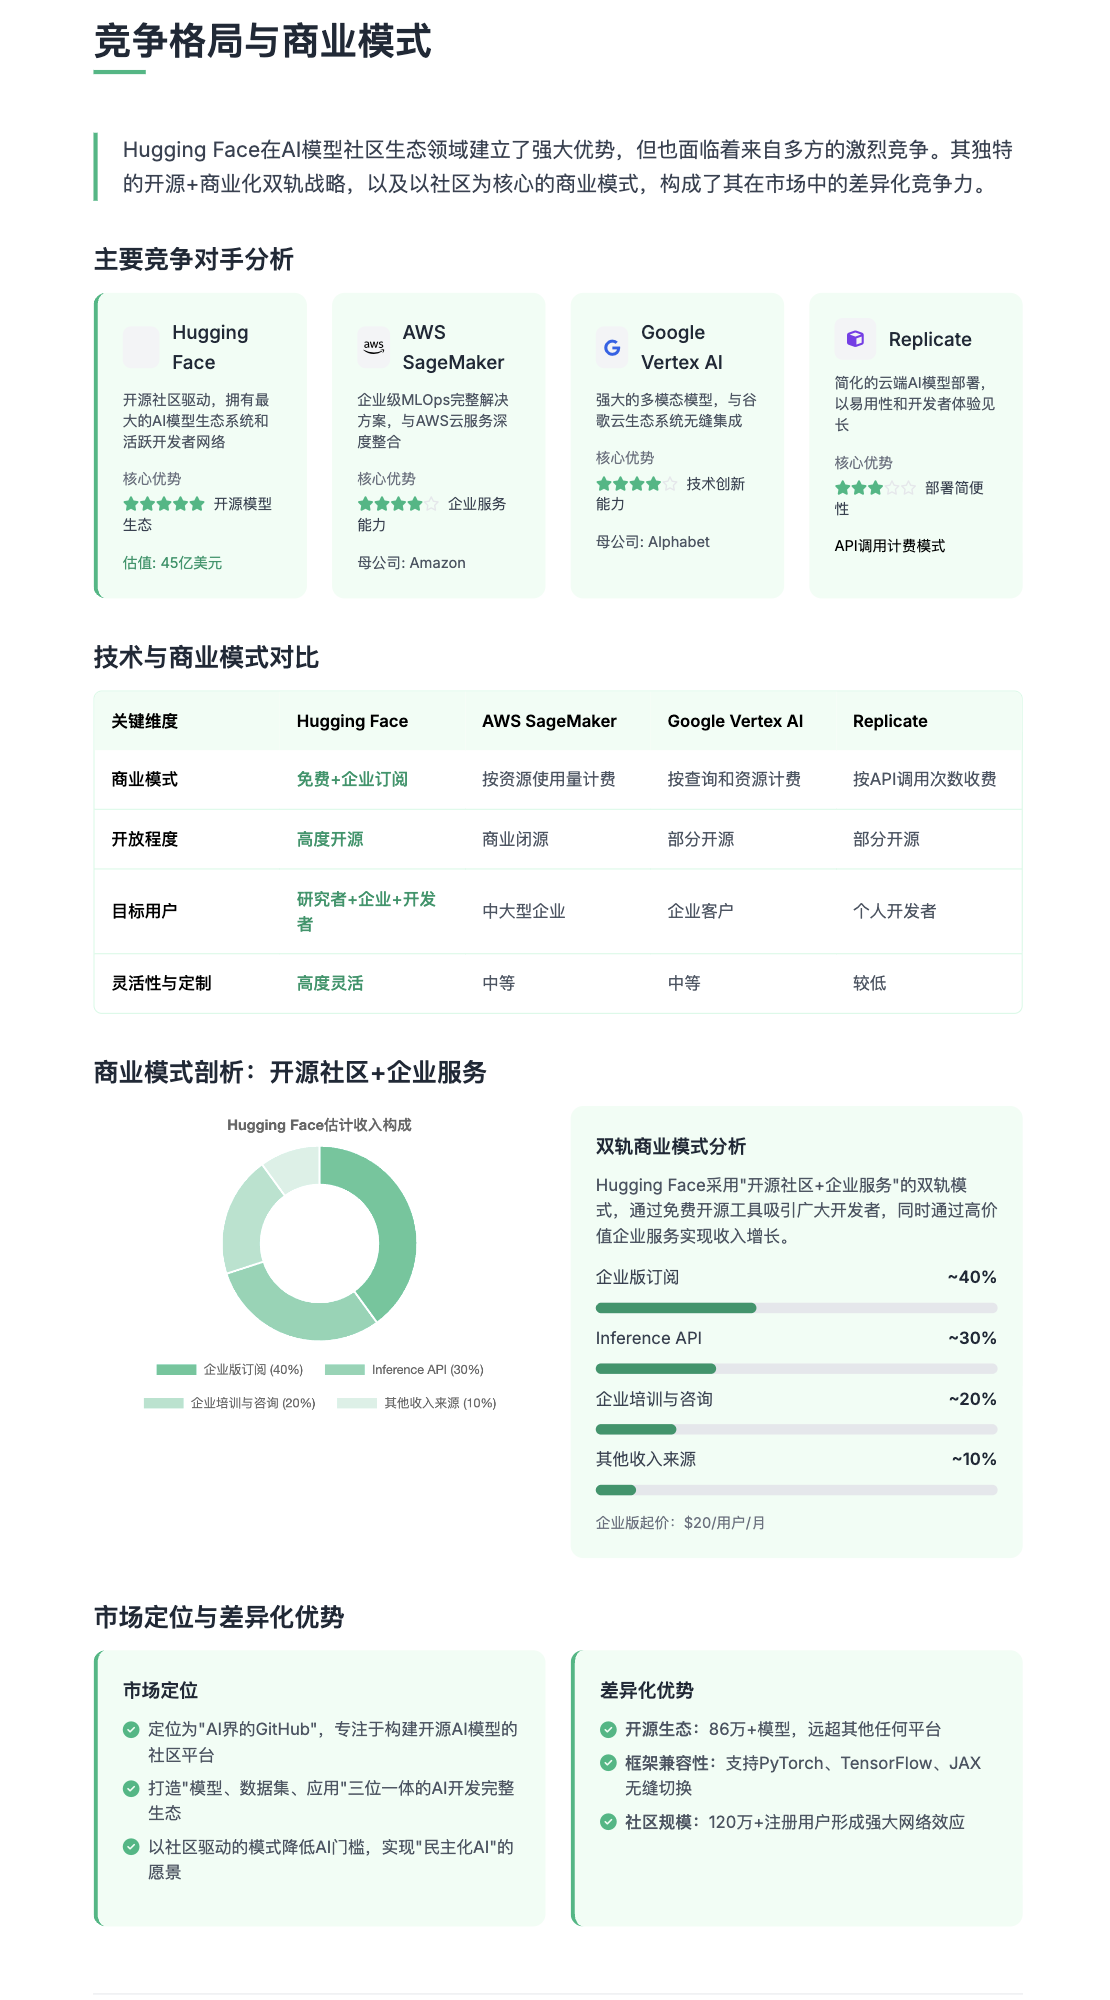 竞争格局与商业模式
Hugging Face在AI模型社区生态领域建立了强大优势，但也面临着来自多方的激烈竞争。其独特
的开源+商业化双轨战略，以及以社区为核心的商业模式，构成了其在市场中的差异化竞争力。
主要竞争对手分析
Hugging
Face
开源社区驱动，拥有最
大的AI模型生态系统和
活跃开发者网络
核心优势
开源模型
生态
估值: 45亿美元
aws
AWS
SageMaker
企业级MLOps完整解决
方案，与AWS云服务深
度整合
核心优势
企业服务
能力
母公司: Amazon
G
Google
Vertex AI
强大的多模态模型，与谷
歌云生态系统无缝集成
核心优势
技术创新
能力
母公司: Alphabet
Replicate
简化的云端AI模型部署，
以易用性和开发者体验见
长
核心优势
部署简便
性
API调用计费模式
技术与商业模式对比
关键维度 Hugging Face AWS SageMaker Google Vertex AI Replicate
商业模式 免费+企业订阅 按资源使用量计费 按查询和资源计费 按API调用次数收费
开放程度 高度开源 商业闭源 部分开源 部分开源
目标用户 研究者+企业+开发
者 中大型企业 企业客户 个人开发者
灵活性与定制 高度灵活 中等 中等 较低
商业模式剖析：开源社区+企业服务
Hugging Face估计收入构成
企业版订阅 (40%) Inference API (30%)
企业培训与咨询 (20%) 其他收入来源 (10%)
双轨商业模式分析
Hugging Face采用"开源社区+企业服务"的双轨模
式，通过免费开源工具吸引广大开发者，同时通过高价
值企业服务实现收入增长。
企业版订阅 ~40%
Inference API ~30%
企业培训与咨询 ~20%
其他收入来源 ~10%
企业版起价：$20/用户/月
市场定位与差异化优势
市场定位
定位为"AI界的GitHub"，专注于构建开源AI模型的
社区平台
打造"模型、数据集、应用"三位一体的AI开发完整
生态
以社区驱动的模式降低AI门槛，实现"民主化AI"的
愿景
差异化优势
开源生态：86万+模型，远超其他任何平台
框架兼容性：支持PyTorch、TensorFlow、JAX
无缝切换
社区规模：120万+注册用户形成强大网络效应